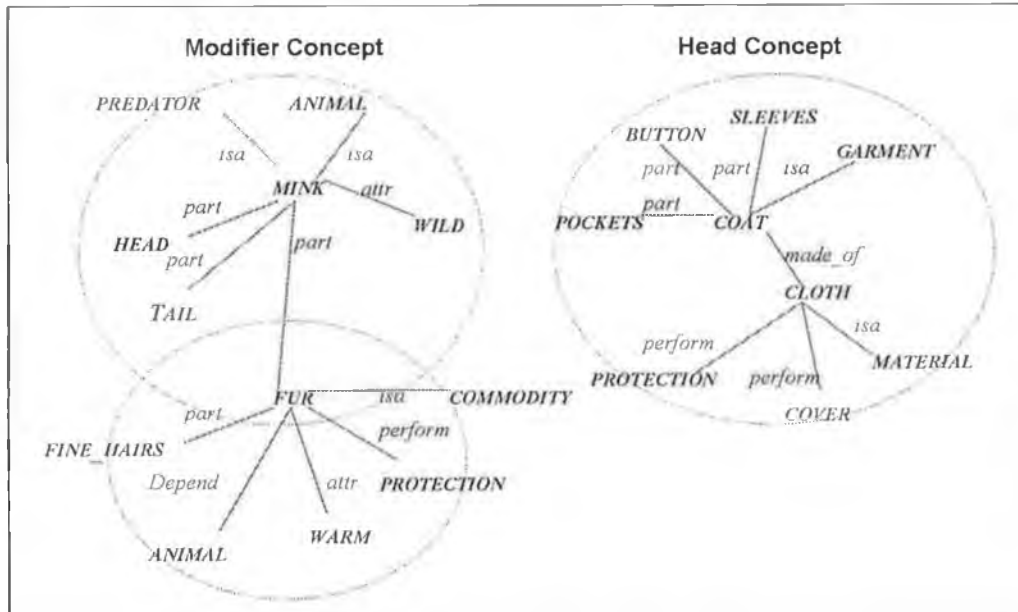 Modifier Concept
Head Concept
PREDATOR
ANIMAL
isa
isa
MINK
attr
WILD
part
HEAD
part
part
TAIL
FUR
isa
COMMODITY
part
perform
FINE_HAIRS
Depend
attr
PROTECTION
ANIMAL
WARM
SLEEVES
BUTTON
GARMENT
part
part
isa
part
POCKETS
COAT
made_of
CLOTH
isa
perform
MATERIAL
PROTECTION
perform
COVER